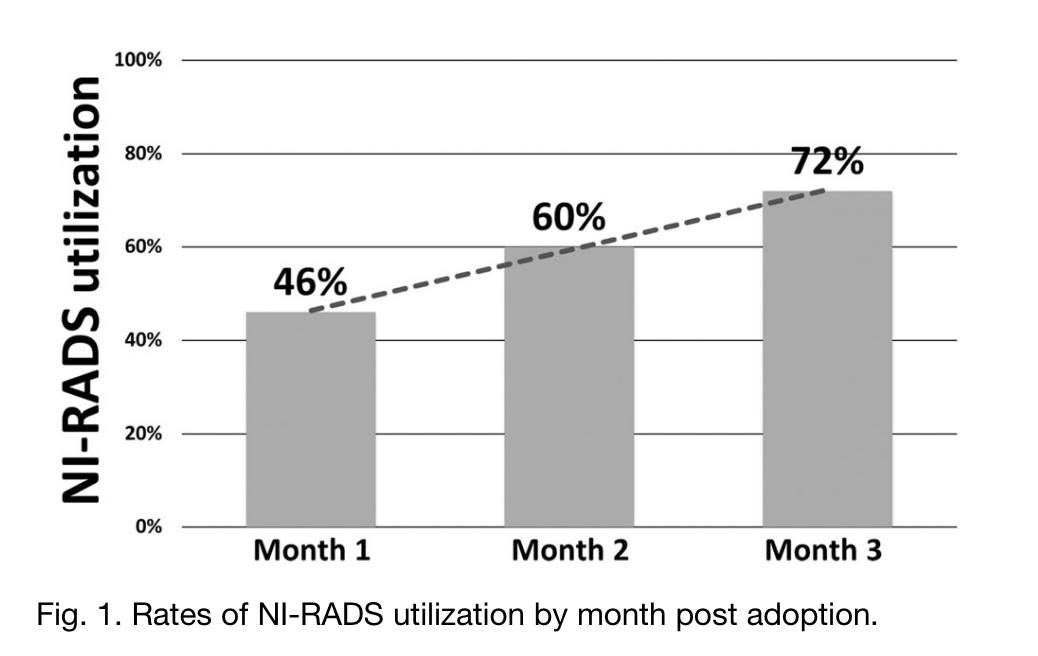 NI-RADS utilization
100%
80%
60%
40%
20%
0%
46%
60%
72%
Month 1
Month 2
Month 3
Fig. 1. Rates of NI-RADS utilization by month post adoption.